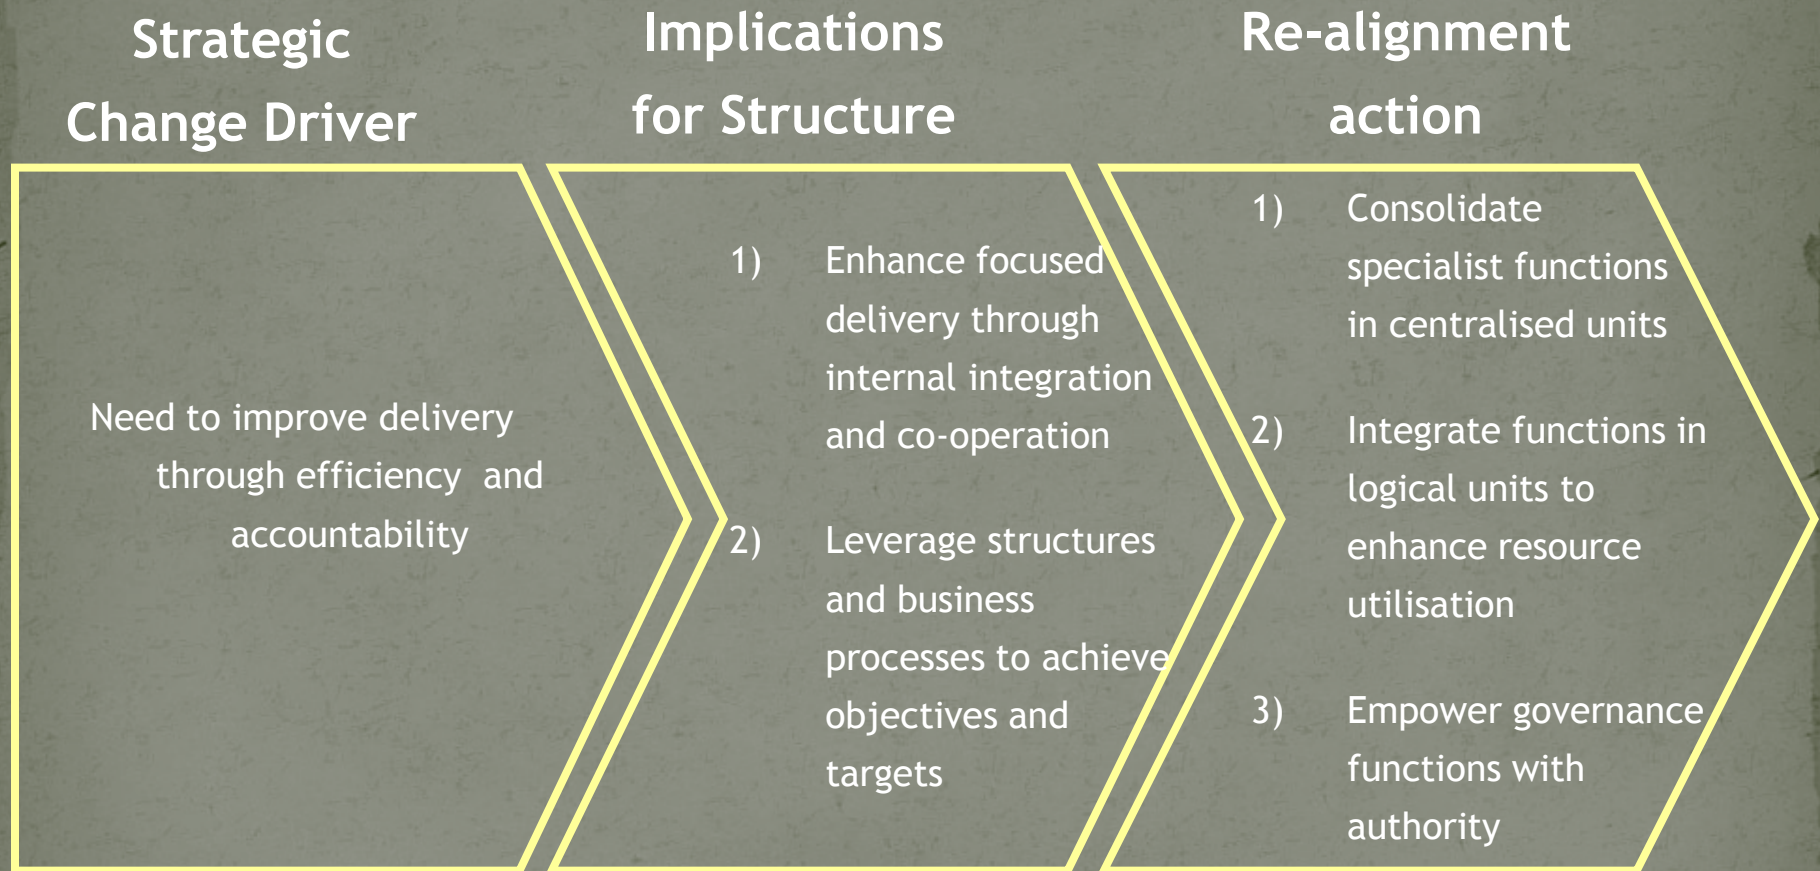 Strategic
Change Driver
Implications
for Structure
Re-alignment
action
Need to improve delivery
through efficiency and
accountability
1) Enhance focused
delivery through
internal integration
and co-operation
2) Leverage structures
and business
processes to achieve
objectives and
targets
1) Consolidate
specialist functions
in centralised units
2) Integrate functions in
logical units to
enhance resource
utilisation
3) Empower governance
functions with
authority